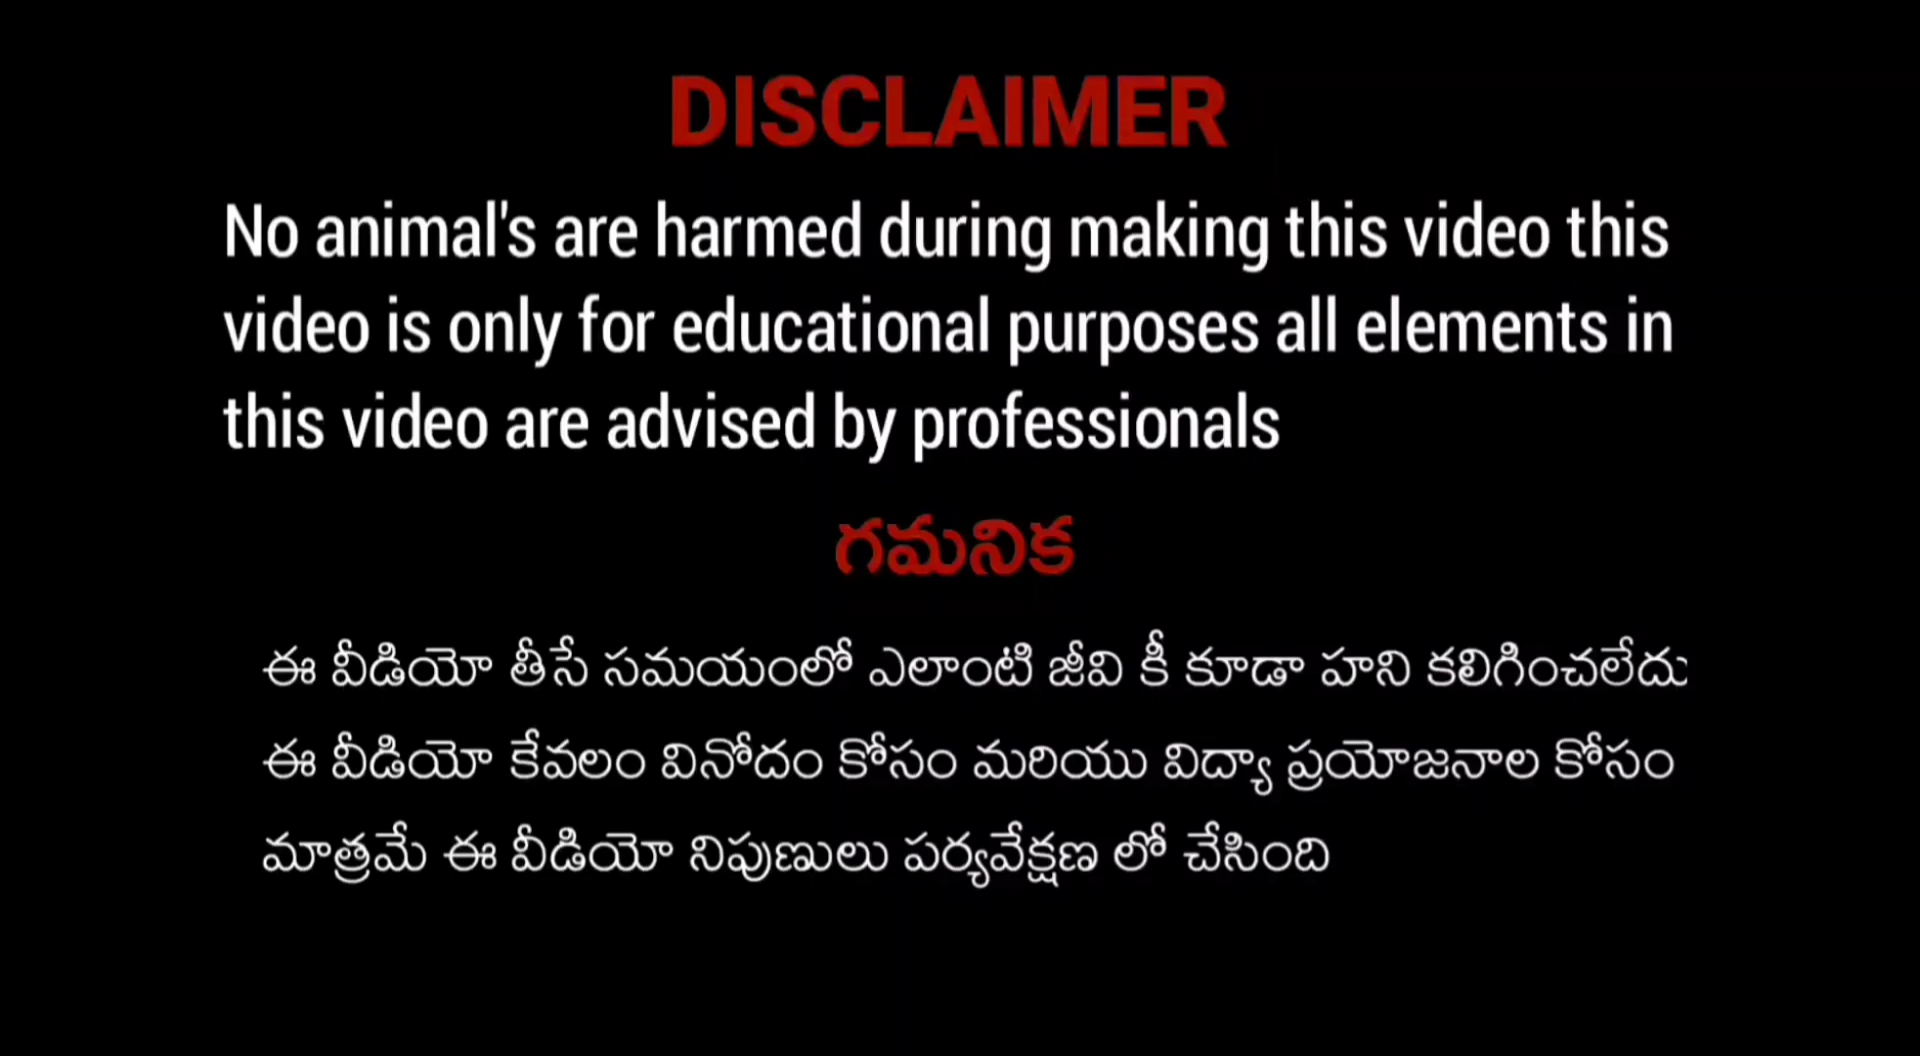 DISCLAIMER
No animal's are harmed during making this video this
video is only for educational purposes all elements in
this video are advised by professionals
గమనిక
ఈ వీడియో తీసే సమయంలో ఎలాంటి జీవి కీ కూడా హని కలిగించలేదు
ఈ వీడియో కేవలం వినోదం కోసం మరియు విద్యా ప్రయోజనాల కోసం
మాత్రమే ఈ వీడియో నిపుణులు పర్యవేక్షణ లో చేసింది